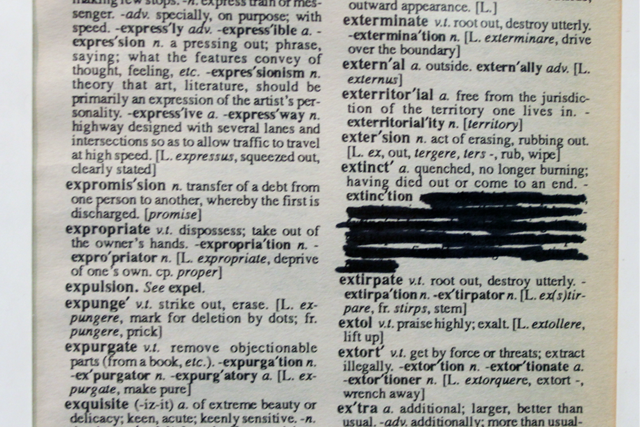 making few stops. -n. express train or mes-
senger. -adv. specially, on purpose; with
speed. -express'ly adv. -express'ible a. -
expres'sion n. a pressing out; phrase,
saying; what the features convey of
thought, feeling, etc. -expres'sionism n.
theory that art, literature, should be
primarily an expression of the artist's per-
sonality. -express'ive a. -express'way n.
highway designed with several lanes and
intersections so as to allow traffic to travel
at high speed. [L. expressus, squeezed out,
clearly stated]
expromis'sion n. transfer of a debt from
one person to another, whereby the first is
discharged. [promise]
expropriate v.t. dispossess; take out of
the owner's hands. -expropria'tion n. -
expro'priator n. [L. expropriate, deprive
of one's own. cp. proper]
expulsion. See expel.
expunge' v.t. strike out, erase. [L. ex-
pungere, mark for deletion by dots; fr.
pungere, prick]
expurgate v.t. remove objectionable
parts (from a book, etc.). -expurga'tion n.
-ex'purgator n. -expurg'atory a. [L. ex-
purgate, make pure]
exquisite (-iz-it) a. of extreme beauty or
delicacy; keen, acute; keenly sensitive. -n.
outward appearance. [L.]
exterminate v.t. root out, destroy utterly.
-extermina'tion n. [L. exterminare, drive
over the boundary]
extern'al a. outside. extern'ally adv. [L.
externus]
exterritor'ial a. free from the jurisdic-
tion of the territory one lives in. -
exterritorial'ity n. [territory]
exter'sion n. act of erasing, rubbing out.
[L. ex, out, tergere, ters -, rub, wipe]
extinct' a. quenched, no longer burning;
having died out or come to an end. -
extinc'tion
extirpate v.t. root out, destroy utterly. -
extirpa'tion n. -ex'tirpator n. [L. ex(s)tir-
pare, fr. stirps, stem]
extol v.t. praise highly; exalt. [L. extollere,
lift up]
extort' v.t. get by force or threats; extract
illegally. -extor'tion n. -extor'tionate a.
-extor'tioner n. [L. extorquere, extort -,
wrench away]
ex'tra a. additional; larger, better than
usual. -adv. additionally; more than usual-